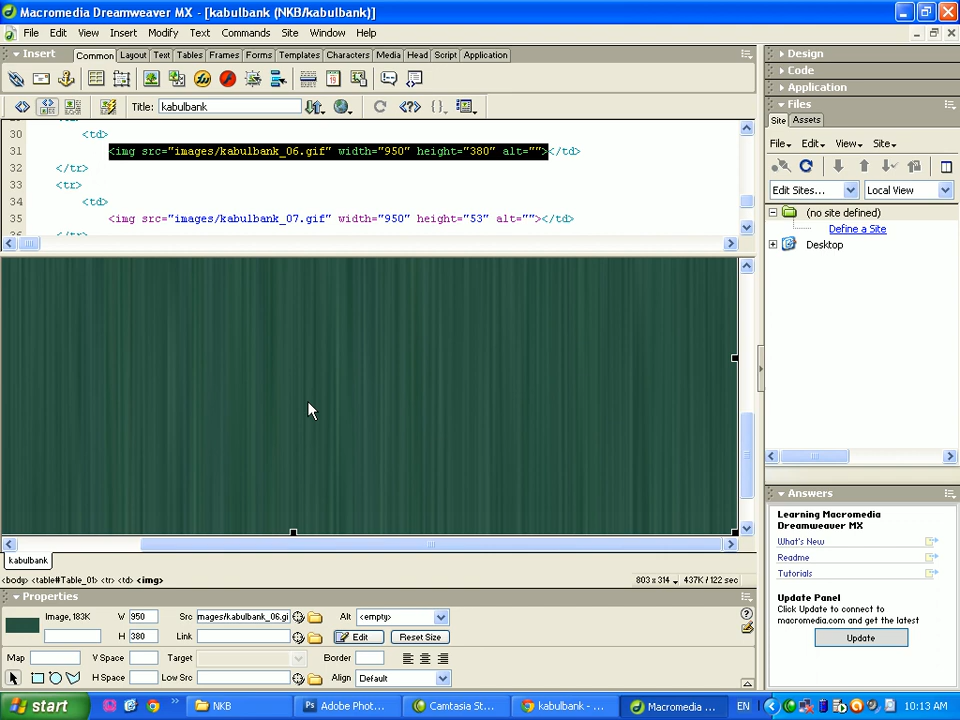 Macromedia Dreamweaver MX - [kabulbank (NKB/kabulbank)]
File Edit View Insert Modify Text Commands Site Window Help
Insert Common Layout Text Tables Frames Forms Templates Characters Media Head Script Application
Title: kabulbank
30 <td>
31 <img src="images/kabulbank_06.gif" width="950" height="380" alt=""></td>
32 </tr>
33 <tr>
34 <td>
35 <img src="images/kabulbank_07.gif" width="950" height="53" alt=""></td>
kabulbank
<body> <table#Table_01> <tr> <td> <img>
803 x 314 437K / 122 sec
Properties
Image, 183K W 950 Src mages/kabulbank_06.gi Alt <empty>
H 380 Link Edit Reset Size
Map V Space Target Border
H Space Low Src Align Default
Design
Code
Application
Files
Site Assets
File Edit View Site
Edit Sites... Local View
(no site defined)
Define a Site
Desktop
Answers
Learning Macromedia
Dreamweaver MX
What's New
Readme
Tutorials
Update Panel
Click Update to connect to
macromedia.com and get the latest
Update
start NKB Adobe Phot... Camtasia St... kabulbank - ... Macromedia ... EN 10:13 AM